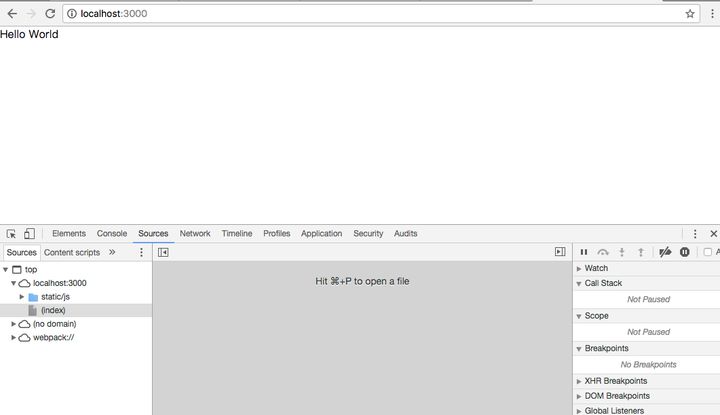 localhost:3000
Hello World
Elements Console Sources Network Timeline Profiles Application Security Audits
Sources Content scripts »
top
localhost:3000
static/js
(index)
(no domain)
webpack://
Hit ⌘+P to open a file
Watch
Call Stack
Not Paused
Scope
Not Paused
Breakpoints
No Breakpoints
XHR Breakpoints
DOM Breakpoints
Global Listeners